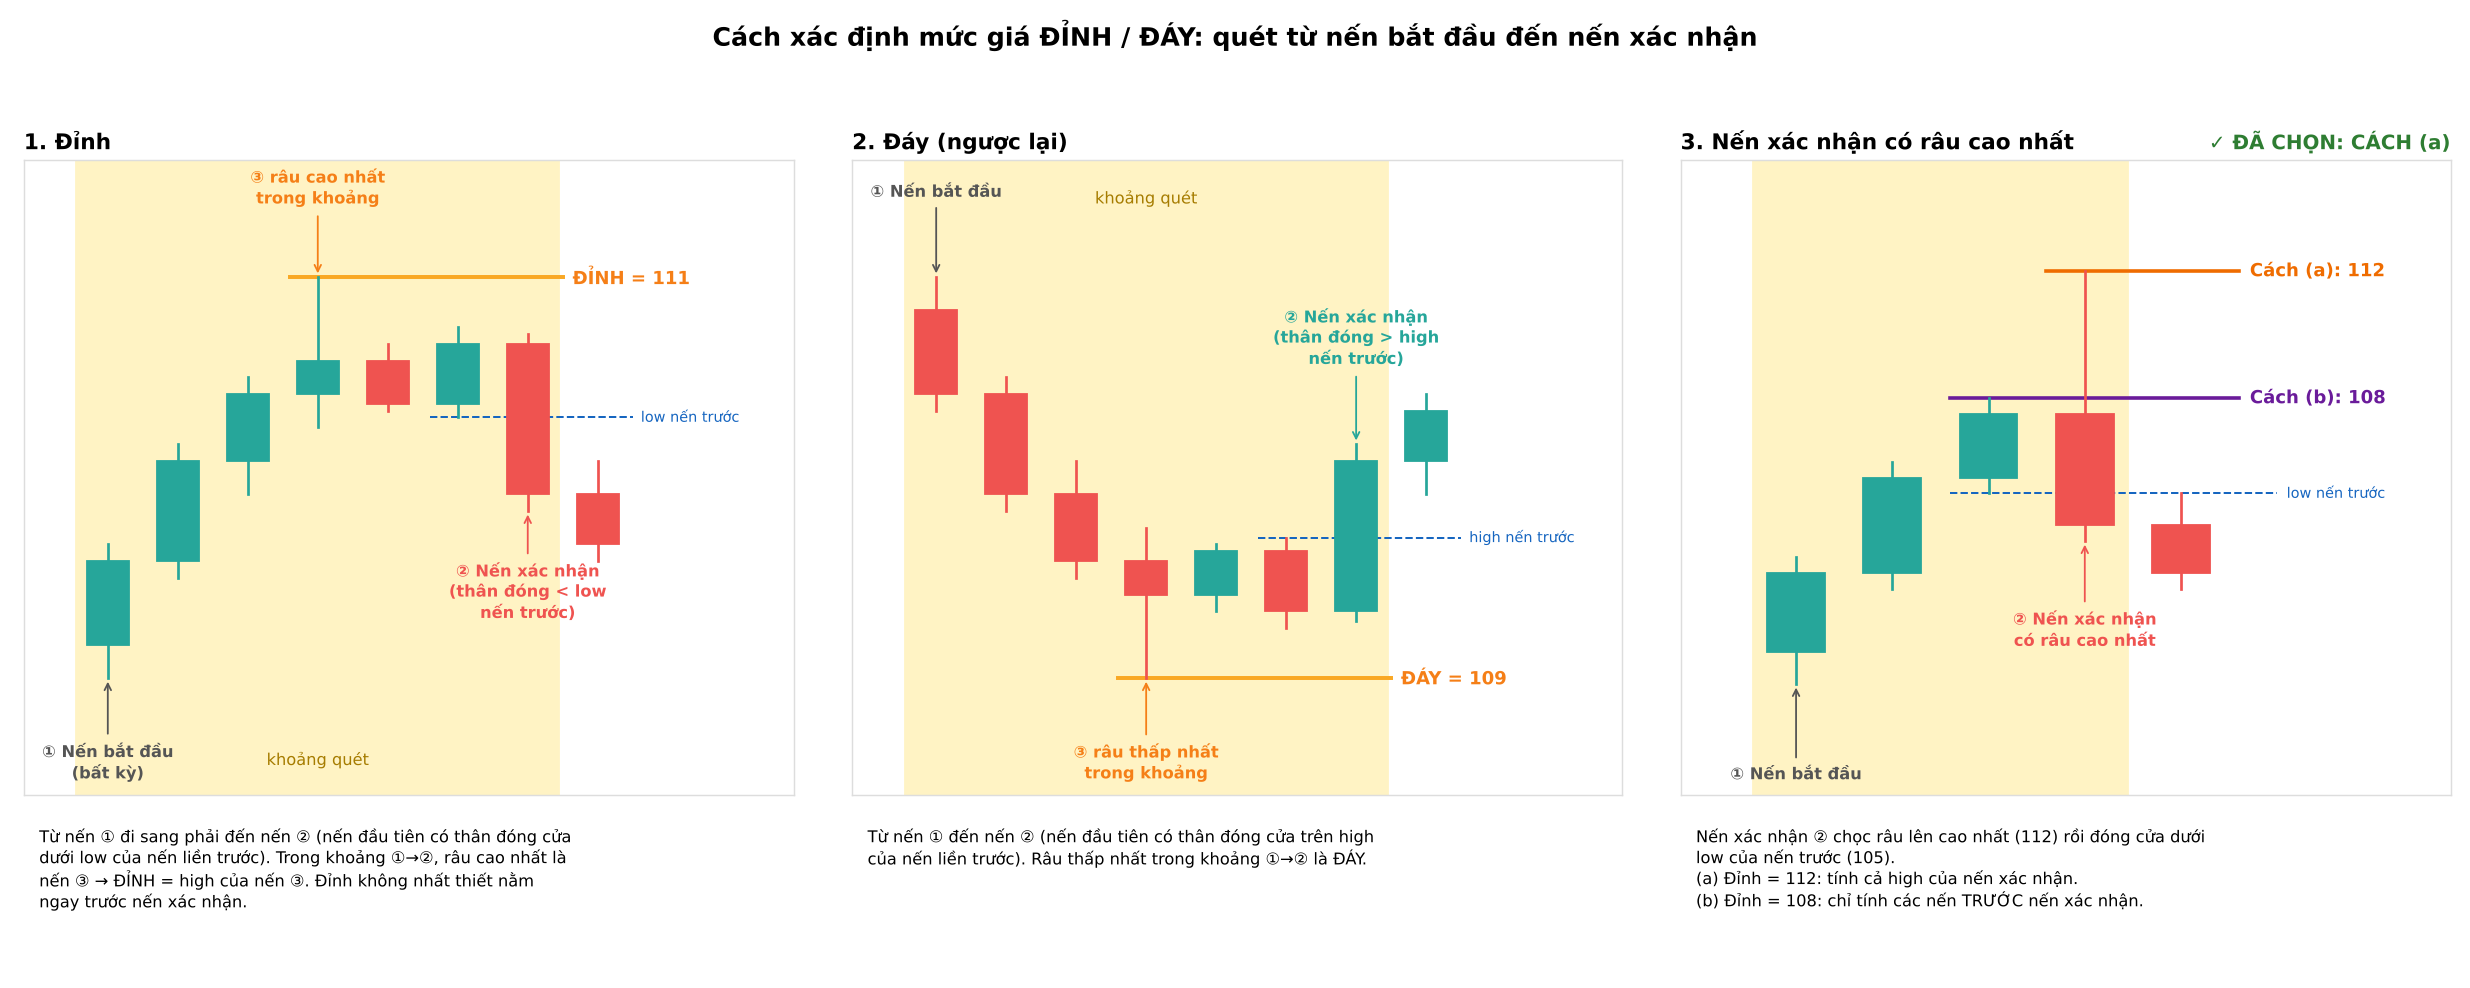 Cách xác định mức giá ĐỈNH / ĐÁY: quét từ nến bắt đầu đến nến xác nhận
1. Đỉnh
③ râu cao nhất
trong khoảng
ĐỈNH = 111
low nến trước
② Nến xác nhận
(thân đóng < low
nến trước)
① Nến bắt đầu
(bất kỳ)
khoảng quét
Từ nến ① đi sang phải đến nến ② (nến đầu tiên có thân đóng cửa
dưới low của nến liền trước). Trong khoảng ①→②, râu cao nhất là
nến ③ → ĐỈNH = high của nến ③. Đỉnh không nhất thiết nằm
ngay trước nến xác nhận.
2. Đáy (ngược lại)
① Nến bắt đầu
khoảng quét
② Nến xác nhận
(thân đóng > high
nến trước)
high nến trước
ĐÁY = 109
③ râu thấp nhất
trong khoảng
Từ nến ① đến nến ② (nến đầu tiên có thân đóng cửa trên high
của nến liền trước). Râu thấp nhất trong khoảng ①→② là ĐÁY.
3. Nến xác nhận có râu cao nhất
✓ ĐÃ CHỌN: CÁCH (a)
Cách (a): 112
Cách (b): 108
low nến trước
② Nến xác nhận
có râu cao nhất
① Nến bắt đầu
Nến xác nhận ② chọc râu lên cao nhất (112) rồi đóng cửa dưới
low của nến trước (105).
(a) Đỉnh = 112: tính cả high của nến xác nhận.
(b) Đỉnh = 108: chỉ tính các nến TRƯỚC nến xác nhận.